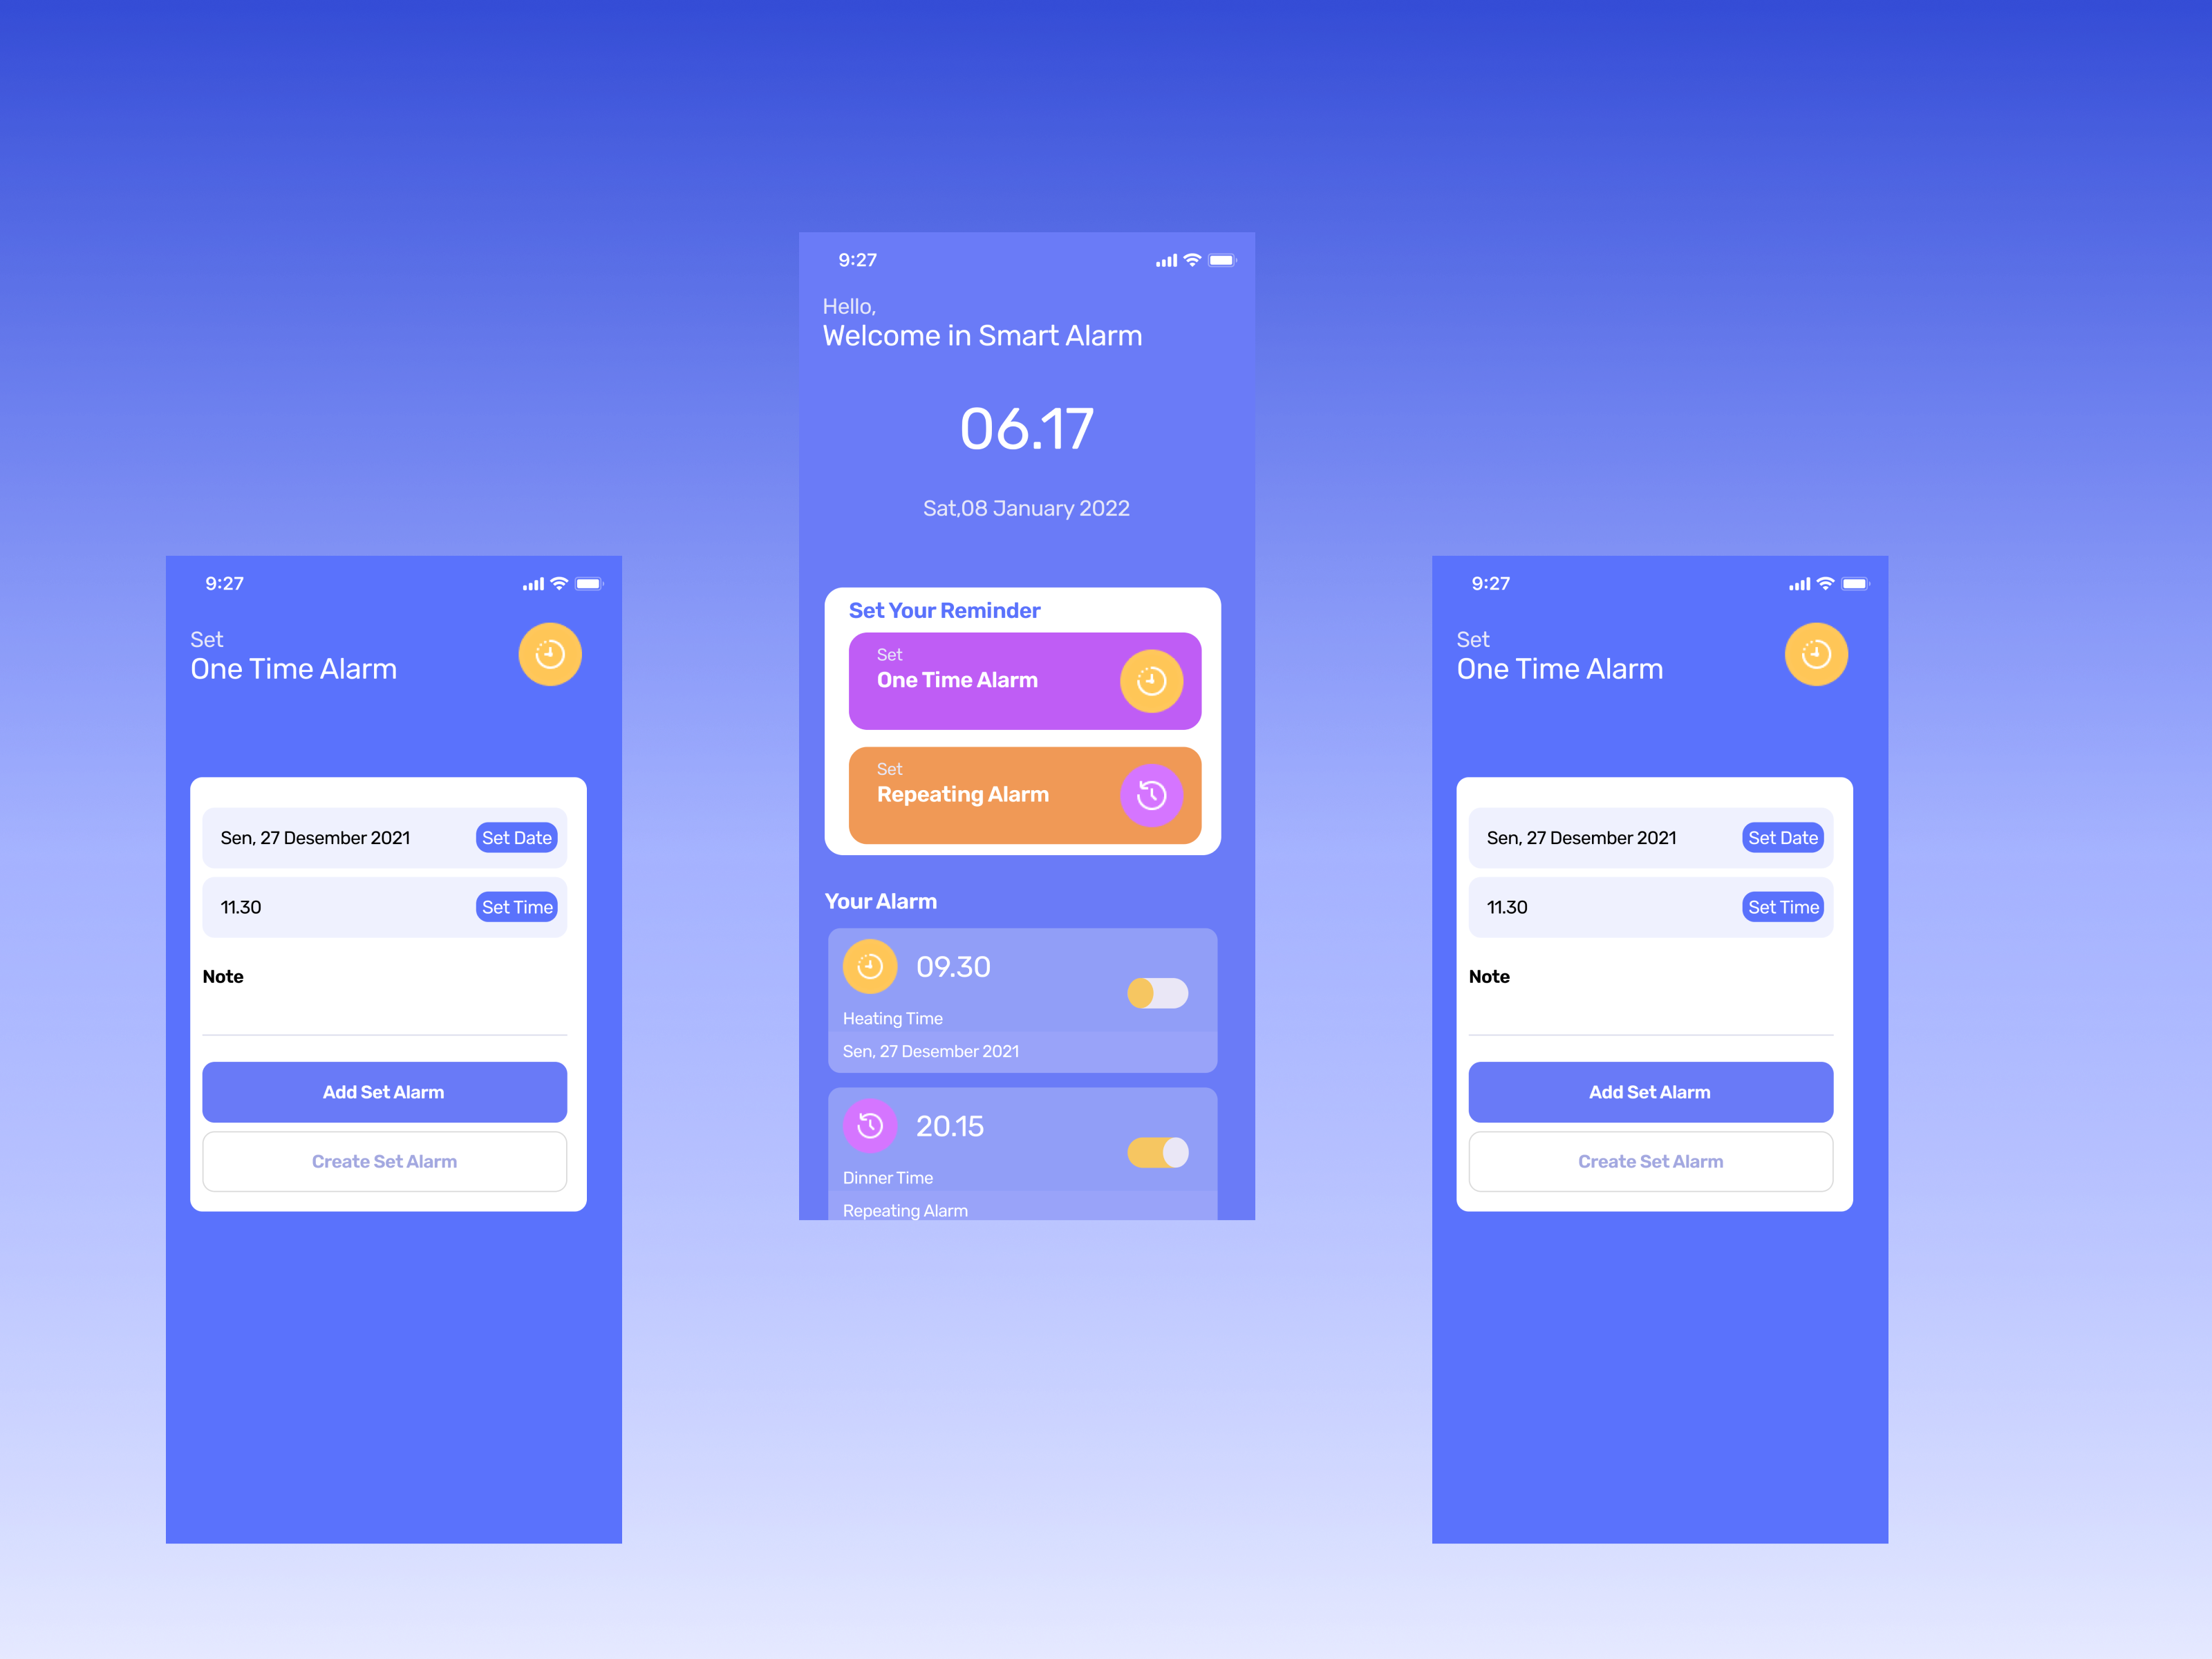 9:27
Set
One Time Alarm
Sen, 27 Desember 2021
Set Date
11.30
Set Time
Note
Add Set Alarm
Create Set Alarm
9:27
Hello,
Welcome in Smart Alarm
06.17
Sat,08 January 2022
Set Your Reminder
Set
One Time Alarm
Set
Repeating Alarm
Your Alarm
09.30
Heating Time
Sen, 27 Desember 2021
20.15
Dinner Time
Repeating Alarm
9:27
Set
One Time Alarm
Sen, 27 Desember 2021
Set Date
11.30
Set Time
Note
Add Set Alarm
Create Set Alarm